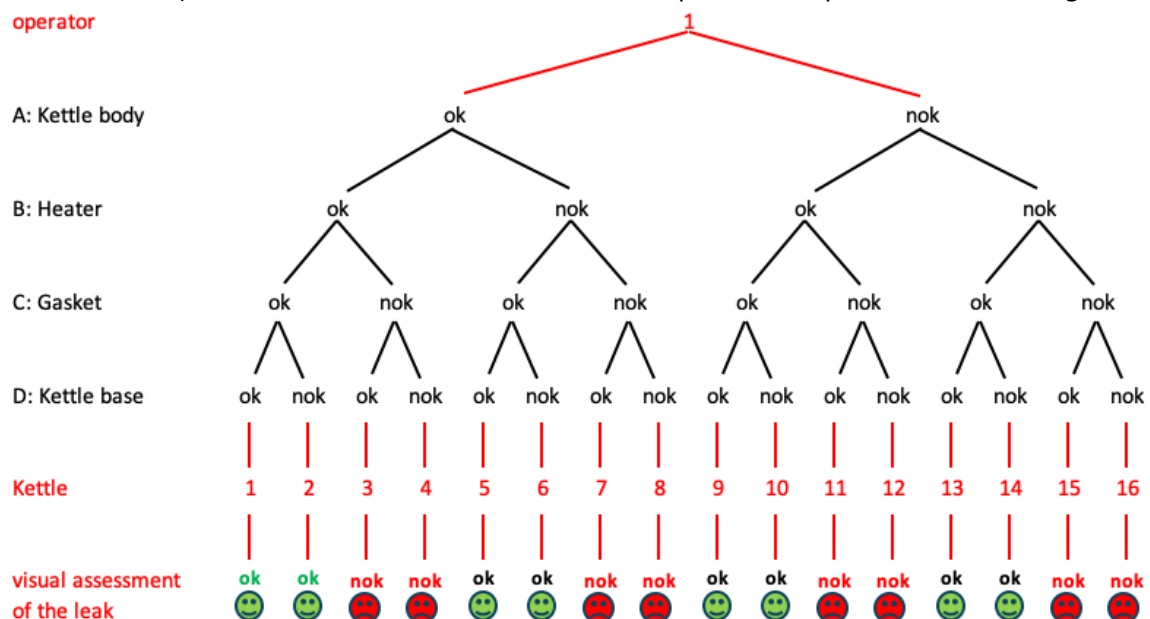 operator 1
A: Kettle body ok nok
B: Heater ok nok ok nok
C: Gasket ok nok ok nok ok nok ok nok
D: Kettle base ok nok ok nok ok nok ok nok ok nok ok nok ok nok ok nok
Kettle 1 2 3 4 5 6 7 8 9 10 11 12 13 14 15 16
visual assessment ok ok nok nok ok ok nok nok ok ok nok nok ok ok nok nok
of the leak